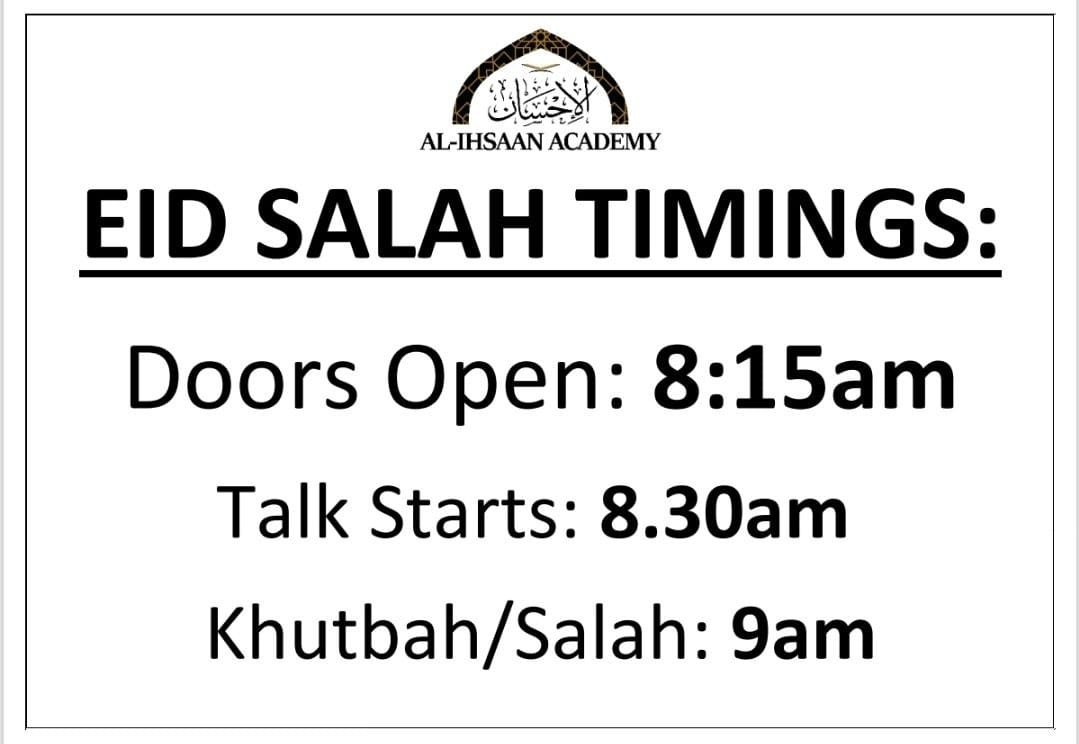 الإحسان
AL-IHSAAN ACADEMY
EID SALAH TIMINGS:
Doors Open: 8:15am
Talk Starts: 8.30am
Khutbah/Salah: 9am